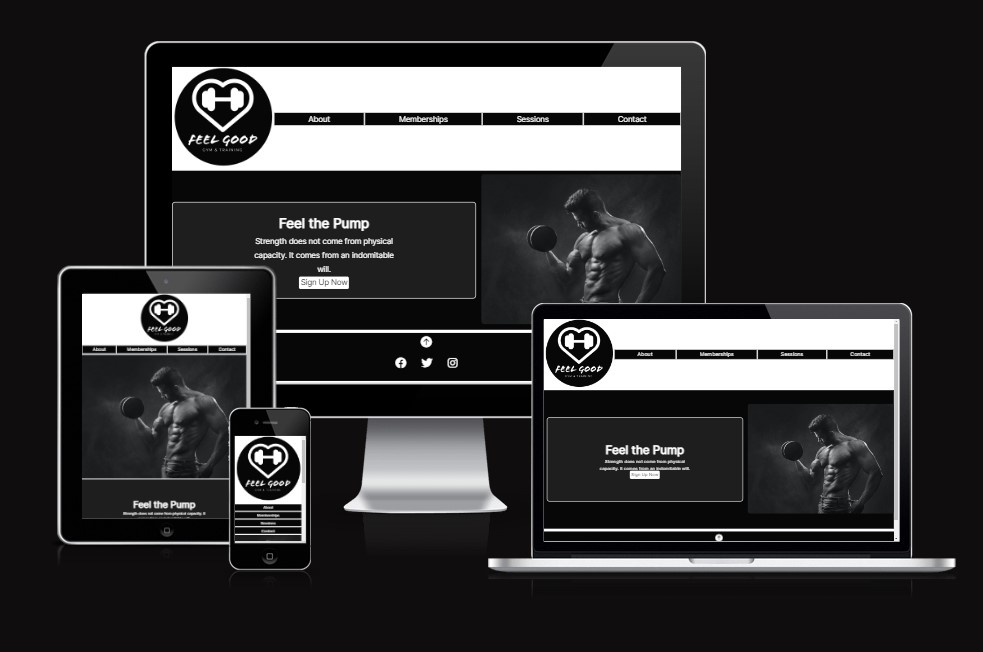 FEEL GOOD
GYM & TRAINING
About Memberships Sessions Contact
Feel the Pump
Strength does not come from physical
capacity. It comes from an indomitable
will.
Sign Up Now
FEEL GOOD
About Memberships Sessions Contact
Feel the Pump
Strength does not come from physical capacity. It
FEEL GOOD
GYM & TRAINING
About
Memberships
Sessions
Contact
FEEL GOOD
GYM & TRAINING
About Memberships Sessions Contact
Feel the Pump
Strength does not come from physical
capacity. It comes from an indomitable will.
Sign Up Now